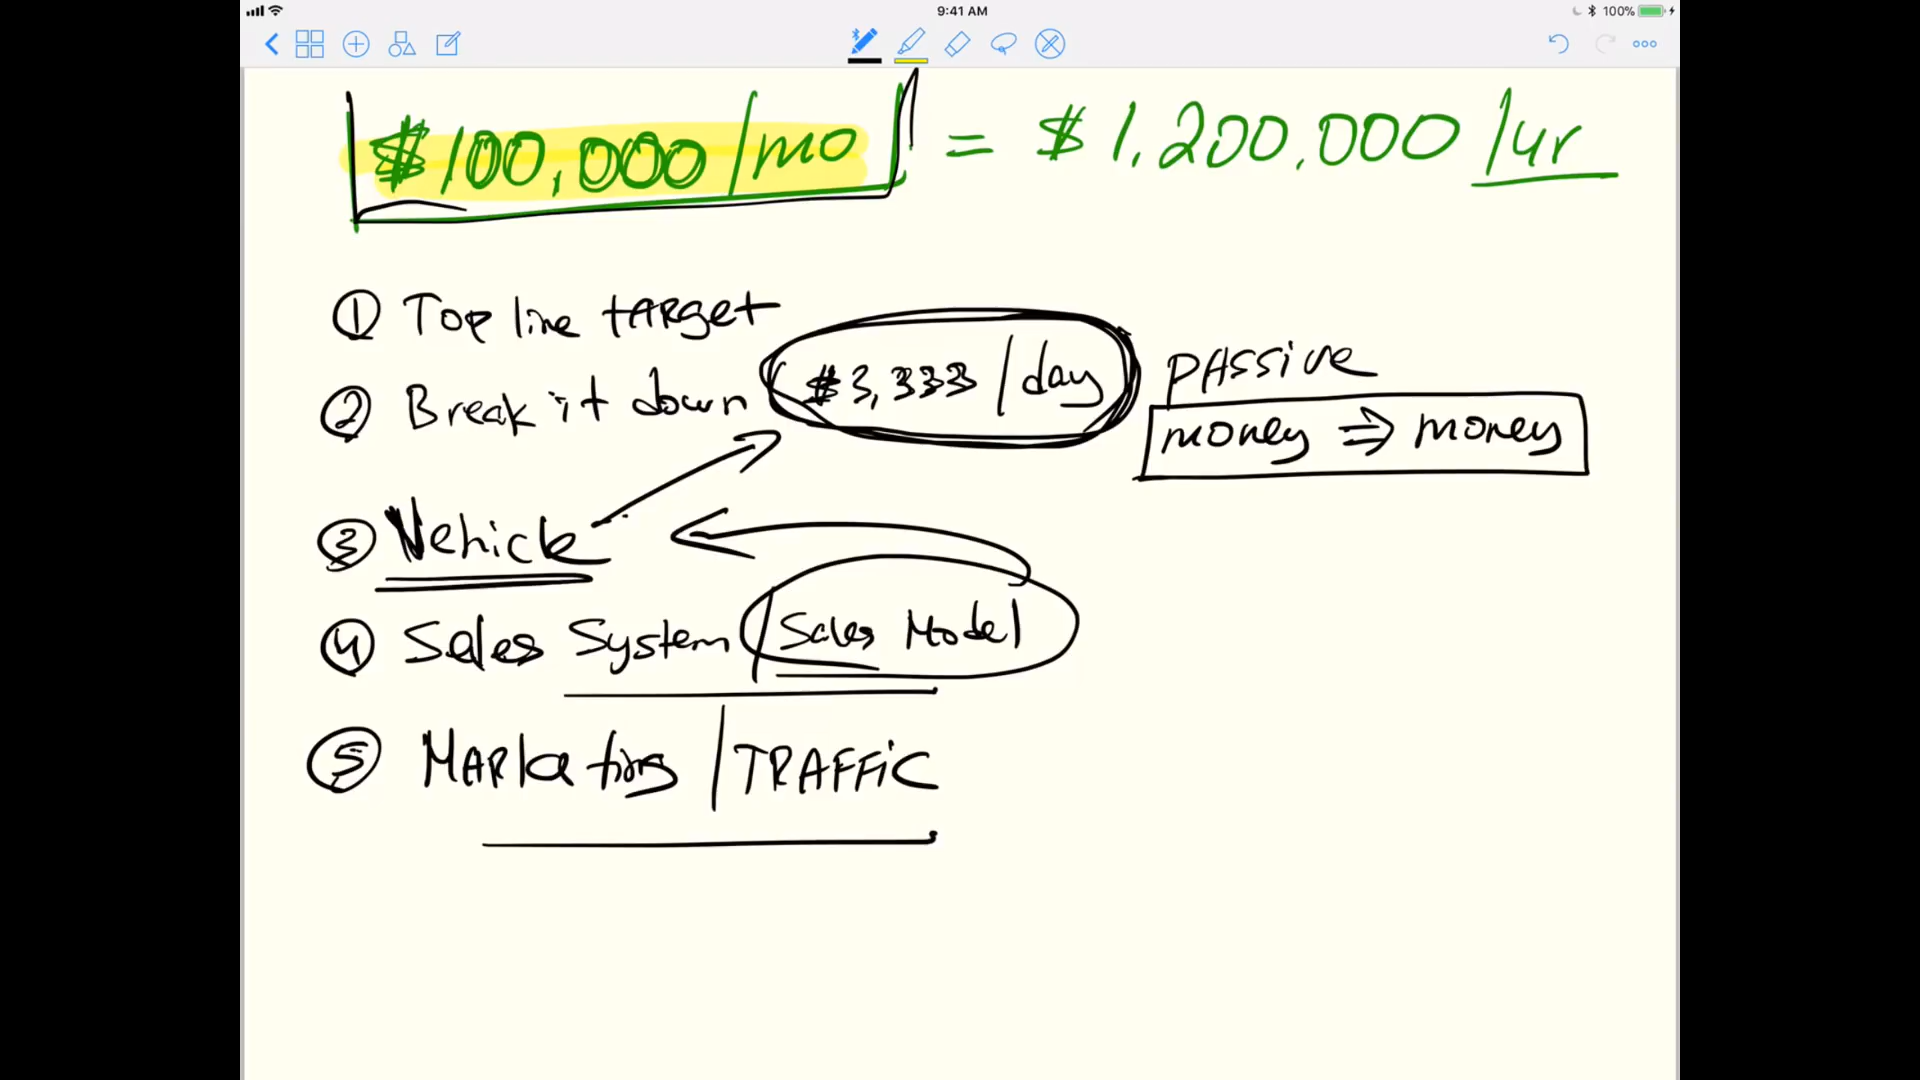 9:41 AM
100%
$100,000/mo = $1,200,000/yr
① Top line tARget
② Break it down $3,333/day
PAssive
money ⇒ money
③ Vehicle
④ Sales System/Sales Model
⑤ MARketing/TRAFFiC